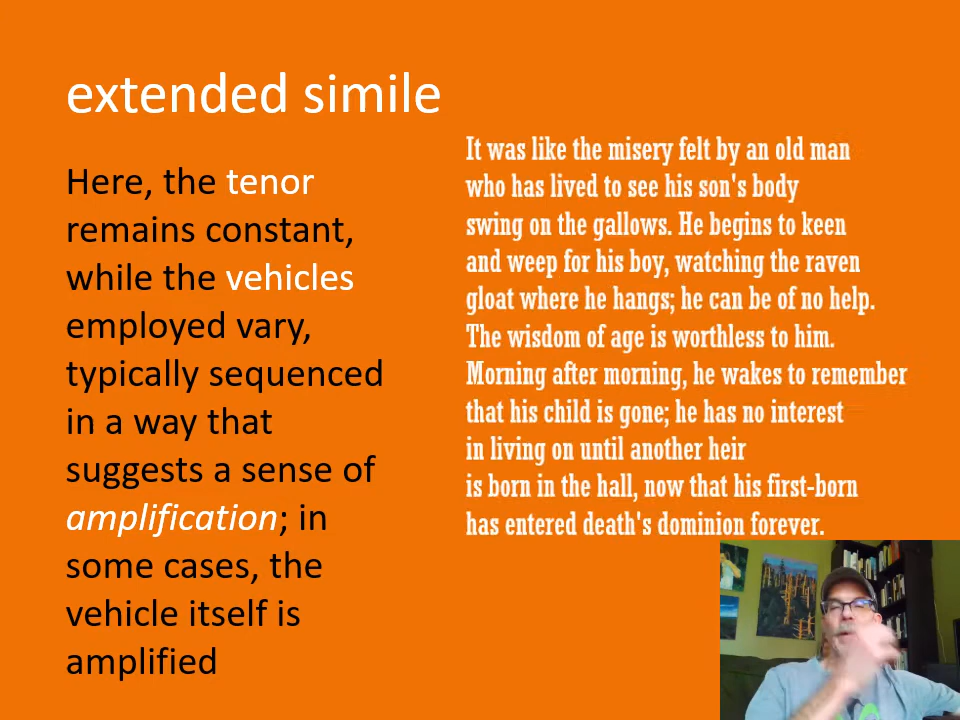 extended simile
Here, the tenor
remains constant,
while the vehicles
employed vary,
typically sequenced
in a way that
suggests a sense of
amplification; in
some cases, the
vehicle itself is
amplified
It was like the misery felt by an old man
who has lived to see his son's body
swing on the gallows. He begins to keen
and weep for his boy, watching the raven
gloat where he hangs; he can be of no help.
The wisdom of age is worthless to him.
Morning after morning, he wakes to remember
that his child is gone; he has no interest
in living on until another heir
is born in the hall, now that his first-born
has entered death's dominion forever.